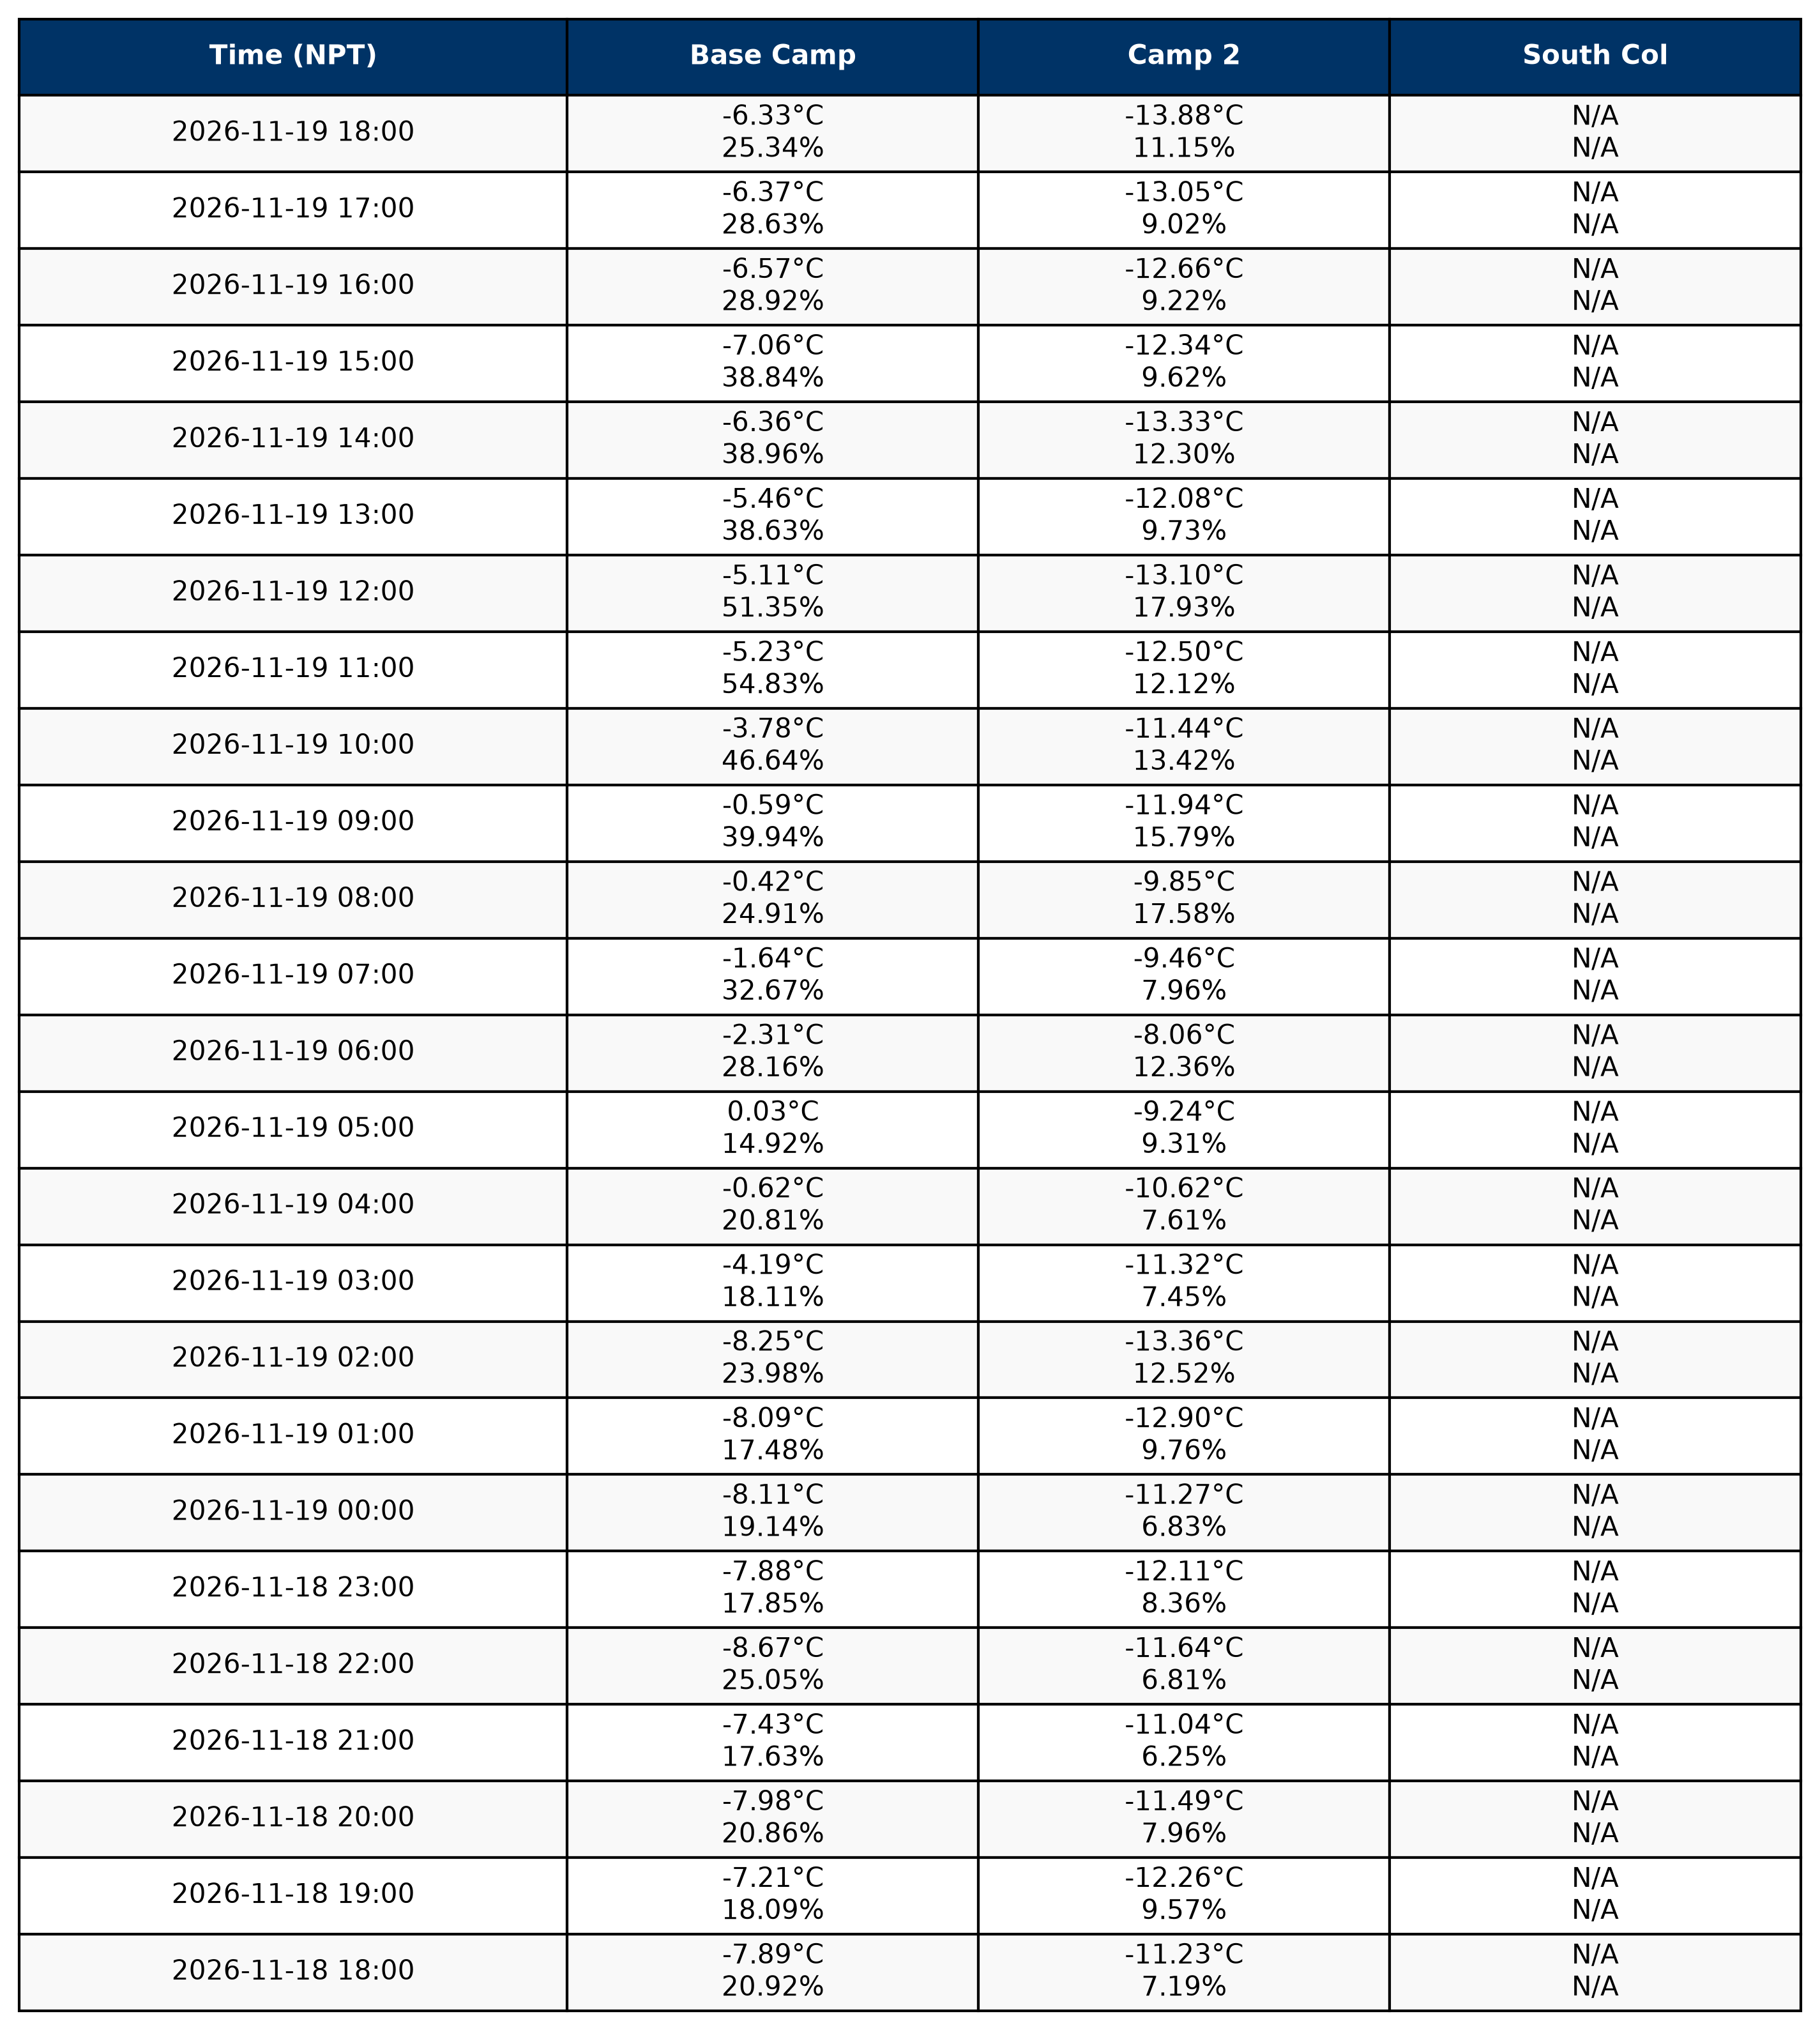 Time (NPT) Base Camp Camp 2 South Col
2026-11-19 18:00 -6.33°C -13.88°C N/A
25.34% 11.15% N/A
2026-11-19 17:00 -6.37°C -13.05°C N/A
28.63% 9.02% N/A
2026-11-19 16:00 -6.57°C -12.66°C N/A
28.92% 9.22% N/A
2026-11-19 15:00 -7.06°C -12.34°C N/A
38.84% 9.62% N/A
2026-11-19 14:00 -6.36°C -13.33°C N/A
38.96% 12.30% N/A
2026-11-19 13:00 -5.46°C -12.08°C N/A
38.63% 9.73% N/A
2026-11-19 12:00 -5.11°C -13.10°C N/A
51.35% 17.93% N/A
2026-11-19 11:00 -5.23°C -12.50°C N/A
54.83% 12.12% N/A
2026-11-19 10:00 -3.78°C -11.44°C N/A
46.64% 13.42% N/A
2026-11-19 09:00 -0.59°C -11.94°C N/A
39.94% 15.79% N/A
2026-11-19 08:00 -0.42°C -9.85°C N/A
24.91% 17.58% N/A
2026-11-19 07:00 -1.64°C -9.46°C N/A
32.67% 7.96% N/A
2026-11-19 06:00 -2.31°C -8.06°C N/A
28.16% 12.36% N/A
2026-11-19 05:00 0.03°C -9.24°C N/A
14.92% 9.31% N/A
2026-11-19 04:00 -0.62°C -10.62°C N/A
20.81% 7.61% N/A
2026-11-19 03:00 -4.19°C -11.32°C N/A
18.11% 7.45% N/A
2026-11-19 02:00 -8.25°C -13.36°C N/A
23.98% 12.52% N/A
2026-11-19 01:00 -8.09°C -12.90°C N/A
17.48% 9.76% N/A
2026-11-19 00:00 -8.11°C -11.27°C N/A
19.14% 6.83% N/A
2026-11-18 23:00 -7.88°C -12.11°C N/A
17.85% 8.36% N/A
2026-11-18 22:00 -8.67°C -11.64°C N/A
25.05% 6.81% N/A
2026-11-18 21:00 -7.43°C -11.04°C N/A
17.63% 6.25% N/A
2026-11-18 20:00 -7.98°C -11.49°C N/A
20.86% 7.96% N/A
2026-11-18 19:00 -7.21°C -12.26°C N/A
18.09% 9.57% N/A
2026-11-18 18:00 -7.89°C -11.23°C N/A
20.92% 7.19% N/A